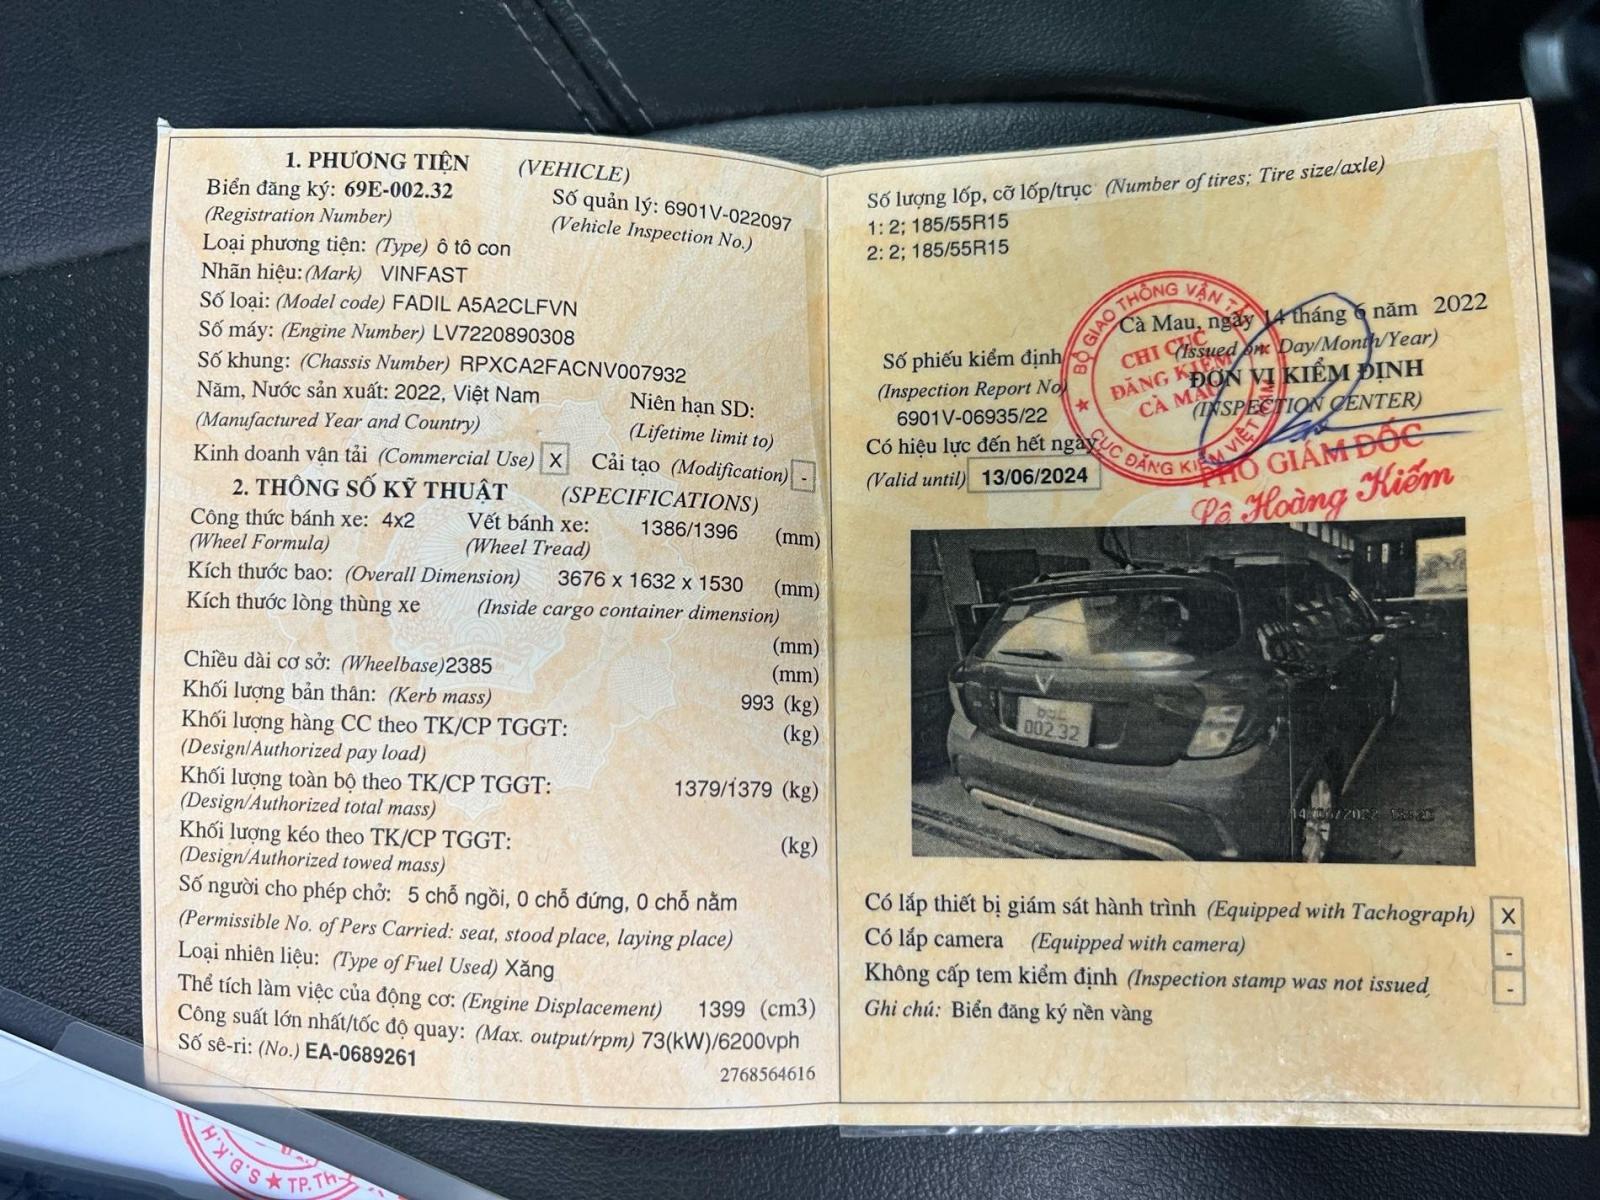 1. PHƯƠNG TIỆN (VEHICLE)
Biển đăng ký: 69E-002.32 Số quản lý: 6901V-022097
(Registration Number) (Vehicle Inspection No.)
Loại phương tiện: (Type) ô tô con
Nhãn hiệu: (Mark) VINFAST
Số loại: (Model code) FADIL A5A2CLFVN
Số máy: (Engine Number) LV7220890308
Số khung: (Chassis Number) RPXCA2FACNV007932
Năm, Nước sản xuất: 2022, Việt Nam Niên hạn SD:
(Manufactured Year and Country) (Lifetime limit to)
Kinh doanh vận tải (Commercial Use) X Cải tạo (Modification) -
2. THÔNG SỐ KỸ THUẬT (SPECIFICATIONS)
Công thức bánh xe: 4x2 Vết bánh xe: 1386/1396 (mm)
(Wheel Formula) (Wheel Tread)
Kích thước bao: (Overall Dimension) 3676 x 1632 x 1530 (mm)
Kích thước lòng thùng xe (Inside cargo container dimension)
(mm)
Chiều dài cơ sở: (Wheelbase)2385 (mm)
Khối lượng bản thân: (Kerb mass) 993 (kg)
Khối lượng hàng CC theo TK/CP TGGT: (kg)
(Design/Authorized pay load)
Khối lượng toàn bộ theo TK/CP TGGT: 1379/1379 (kg)
(Design/Authorized total mass)
Khối lượng kéo theo TK/CP TGGT: (kg)
(Design/Authorized towed mass)
Số người cho phép chở: 5 chỗ ngồi, 0 chỗ đứng, 0 chỗ nằm
(Permissible No. of Pers Carried: seat, stood place, laying place)
Loại nhiên liệu: (Type of Fuel Used) Xăng
Thể tích làm việc của động cơ: (Engine Displacement) 1399 (cm3)
Công suất lớn nhất/tốc độ quay: (Max. output/rpm) 73(kW)/6200vph
Số sê-ri: (No.) EA-0689261
2768564616
Số lượng lốp, cỡ lốp/trục (Number of tires; Tire size/axle)
1: 2; 185/55R15
2: 2; 185/55R15
Cà Mau, ngày 14 tháng 6 năm 2022
(Issued on: Day/Month/Year)
Số phiếu kiểm định ĐƠN VỊ KIỂM ĐỊNH
(Inspection Report No) (INSPECTION CENTER)
6901V-06935/22
Có hiệu lực đến hết ngày
(Valid until) 13/06/2024
BỘ GIAO THÔNG VẬN TẢI
CHI CỤC
ĐĂNG KIỂM
CÀ MAU
CỤC ĐĂNG KIỂM VIỆT NAM
PHÓ GIÁM ĐỐC
Lê Hoàng Kiếm
69E
002.32
14/06/2022
Có lắp thiết bị giám sát hành trình (Equipped with Tachograph) X
Có lắp camera (Equipped with camera) -
Không cấp tem kiểm định (Inspection stamp was not issued, -
Ghi chú: Biển đăng ký nền vàng
S.Đ.K.H
TP.TH